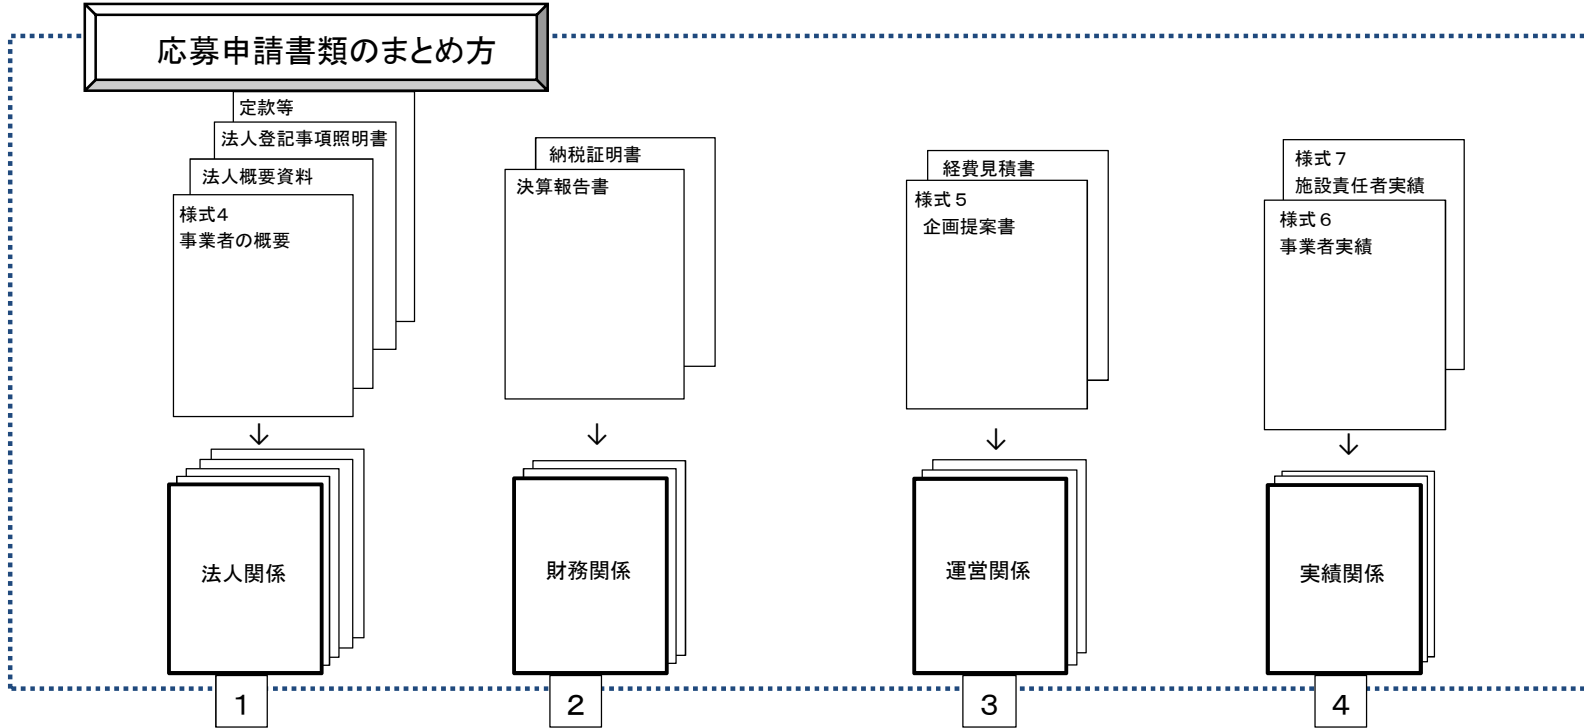 応募申請書類のまとめ方
定款等
法人登記事項照明書
法人概要資料
様式4
事業者の概要
納税証明書
決算報告書
経費見積書
様式５
企画提案書
様式７
施設責任者実績
様式６
事業者実績
↓
↓
↓
↓
法人関係
財務関係
運営関係
実績関係
１
２
３
４